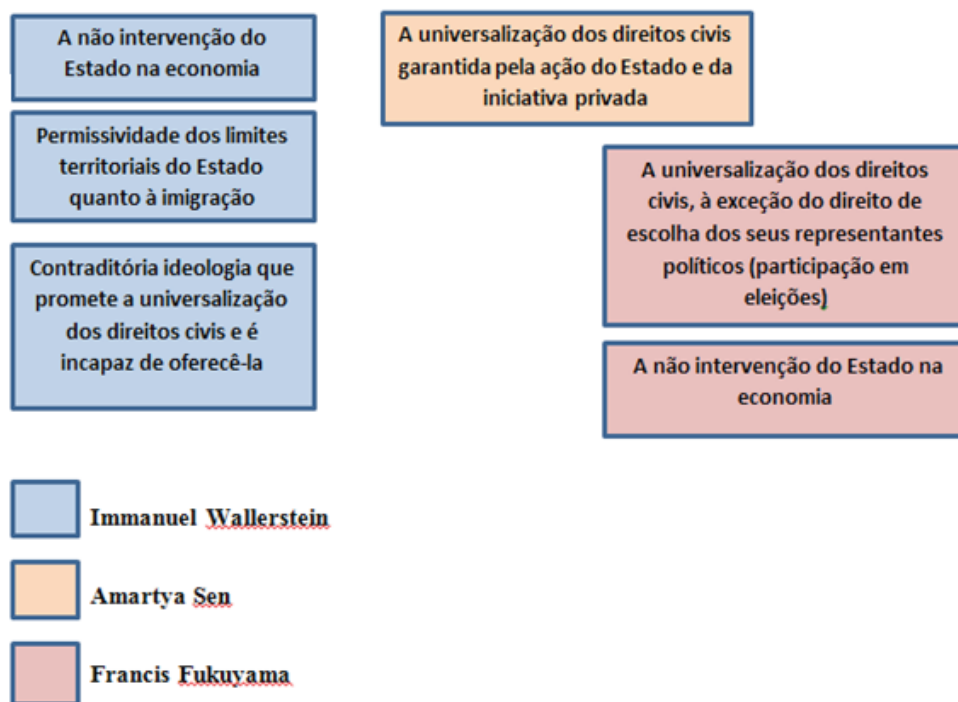 A não intervenção do
Estado na economia
Permissividade dos limites
territoriais do Estado
quanto à imigração
Contraditória ideologia que
promete a universalização
dos direitos civis e é
incapaz de oferecê-la
A universalização dos direitos civis
garantida pela ação do Estado e da
iniciativa privada
A universalização dos direitos
civis, à exceção do direito de
escolha dos seus representantes
políticos (participação em
eleições)
A não intervenção do Estado na
economia
Immanuel Wallerstein
Amartya Sen
Francis Fukuyama